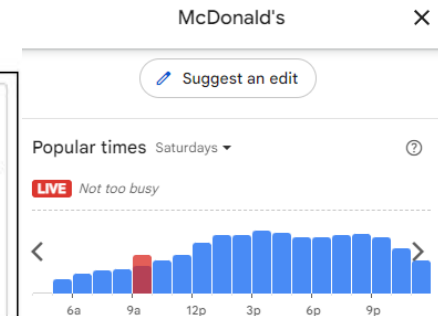 McDonald's
Suggest an edit
Popular times Saturdays
LIVE Not too busy
6a 9a 12p 3p 6p 9p